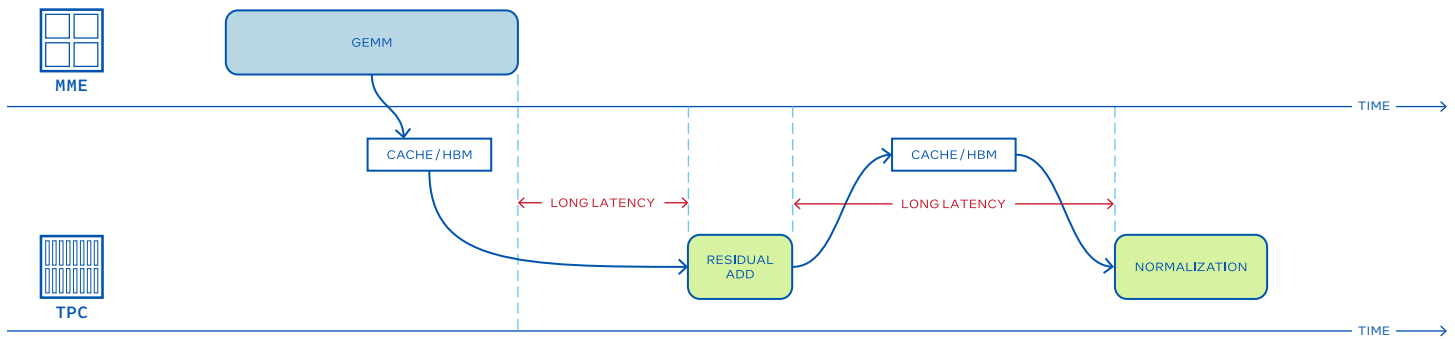 GEMM
MME
TIME
CACHE/HBM
CACHE/HBM
LONG LATENCY
LONG LATENCY
RESIDUAL
ADD
NORMALIZATION
TPC
TIME